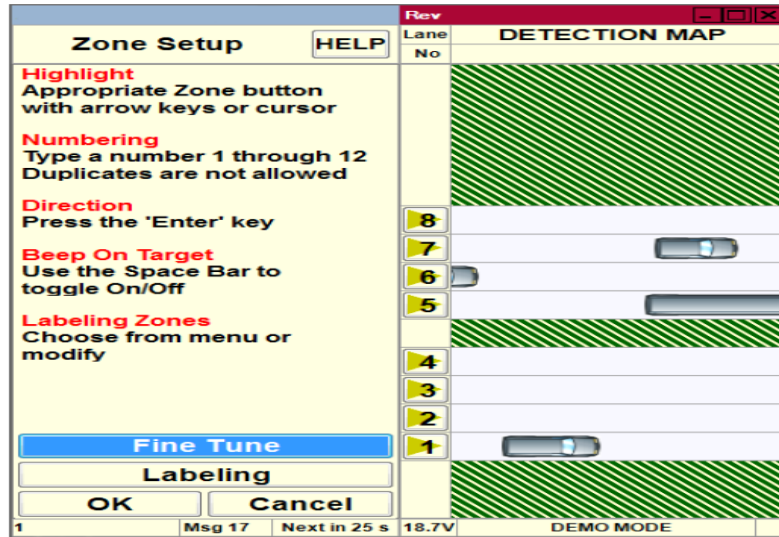 Rev
Zone Setup
HELP
Lane
No
DETECTION MAP
Highlight
Appropriate Zone button
with arrow keys or cursor
Numbering
Type a number 1 through 12
Duplicates are not allowed
Direction
Press the 'Enter' key
Beep On Target
Use the Space Bar to
toggle On/Off
Labeling Zones
Choose from menu or
modify
8
7
6
5
4
3
2
1
Fine Tune
Labeling
OK
Cancel
1
Msg 17
Next in 25 s
18.7V
DEMO MODE